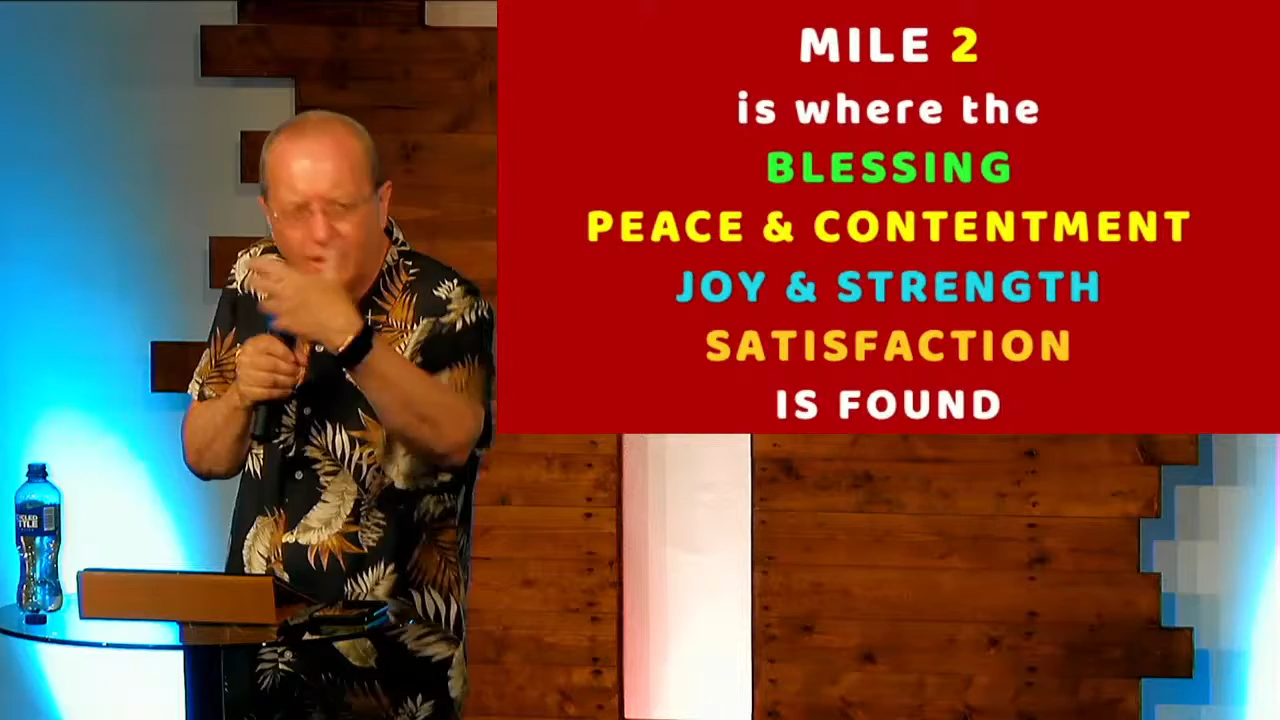 MILE 2
is where the
BLESSING
PEACE & CONTENTMENT
JOY & STRENGTH
SATISFACTION
IS FOUND